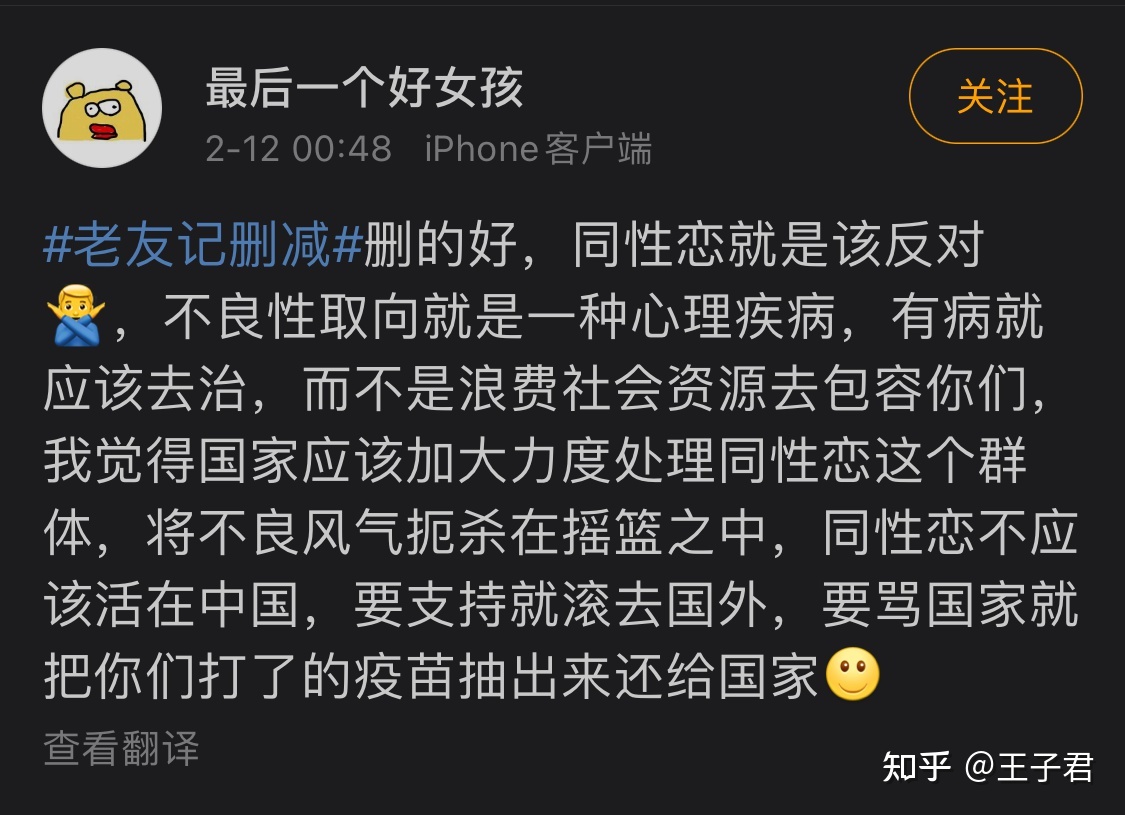 最后一个好女孩
关注
2-12 00:48 iPhone客户端
#老友记删减#删的好，同性恋就是该反对
🙅‍♂️，不良性取向就是一种心理疾病，有病就
应该去治，而不是浪费社会资源去包容你们，
我觉得国家应该加大力度处理同性恋这个群
体，将不良风气扼杀在摇篮之中，同性恋不应
该活在中国，要支持就滚去国外，要骂国家就
把你们打了的疫苗抽出来还给国家🙂
查看翻译
知乎 @王子君